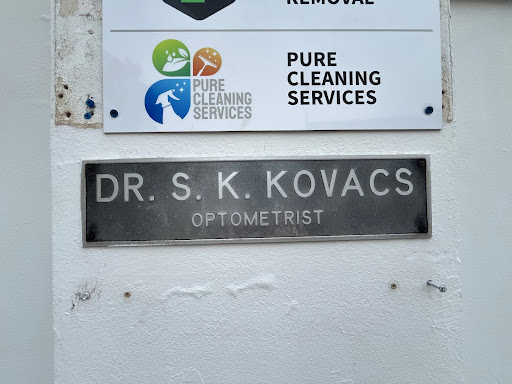 REMOVAL
PURE
CLEANING
SERVICES
PURE
CLEANING
SERVICES
DR. S. K. KOVACS
OPTOMETRIST